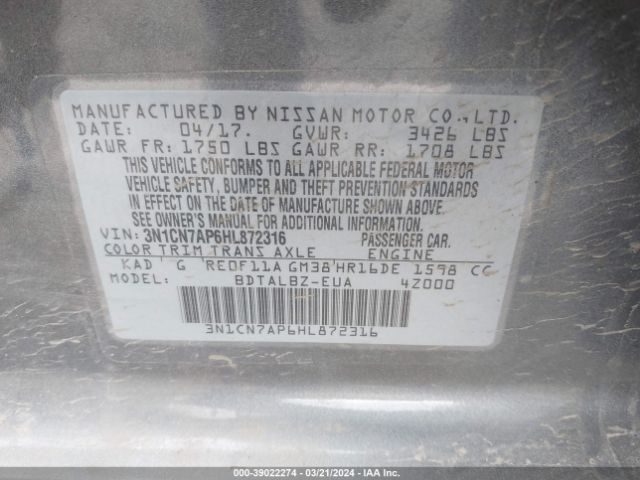 MANUFACTURED BY NISSAN MOTOR CO.,LTD.
DATE: 04/17. GVWR: 3426 LBS
GAWR FR: 1750 LBS GAWR RR: 1708 LBS
THIS VEHICLE CONFORMS TO ALL APPLICABLE FEDERAL MOTOR
VEHICLE SAFETY, BUMPER AND THEFT PREVENTION STANDARDS
IN EFFECT ON THE DATE OF MANUFACTURE SHOWN ABOVE.
SEE OWNER'S MANUAL FOR ADDITIONAL INFORMATION.
VIN: 3N1CN7AP6HL872316 PASSENGER CAR.
COLOR TRIM TRANS AXLE ENGINE
KAD G RE0F11A GM38 HR16DE 1598 CC
MODEL: BDTALBZ-EUA 4Z000
3N1CN7AP6HL872316
000-39022274 - 03/21/2024 - IAA Inc.